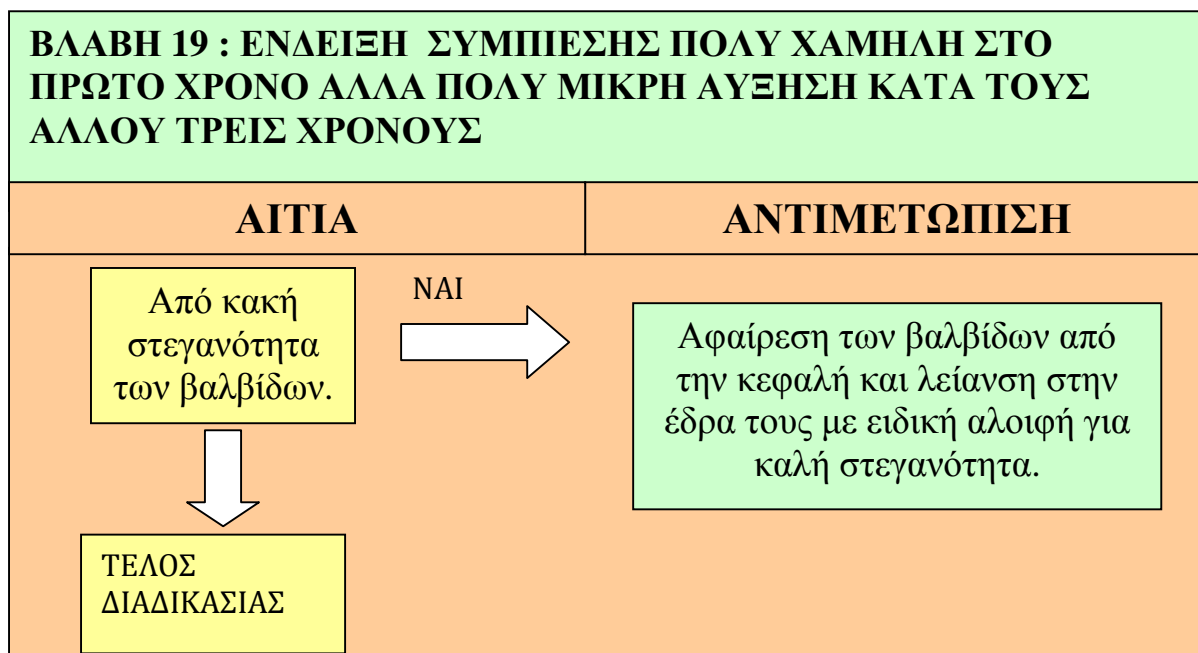 ΒΛΑΒΗ 19 : ΕΝΔΕΙΞΗ ΣΥΜΠΙΕΣΗΣ ΠΟΛΥ ΧΑΜΗΛΗ ΣΤΟ
ΠΡΩΤΟ ΧΡΟΝΟ ΑΛΛΑ ΠΟΛΥ ΜΙΚΡΗ ΑΥΞΗΣΗ ΚΑΤΑ ΤΟΥΣ
ΑΛΛΟΥ ΤΡΕΙΣ ΧΡΟΝΟΥΣ
ΑΙΤΙΑ
ΑΝΤΙΜΕΤΩΠΙΣΗ
Από κακή
στεγανότητα
των βαλβίδων.
ΝΑΙ
Αφαίρεση των βαλβίδων από
την κεφαλή και λείανση στην
έδρα τους με ειδική αλοιφή για
καλή στεγανότητα.
ΤΕΛΟΣ
ΔΙΑΔΙΚΑΣΙΑΣ